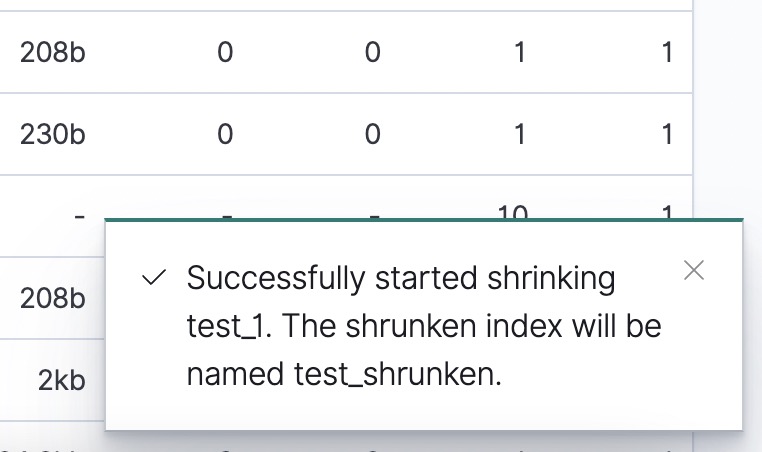 208b 0 0 1 1
230b 0 0 1 1
- - - 10 1
Successfully started shrinking
test_1. The shrunken index will be
named test_shrunken.
208b
2kb